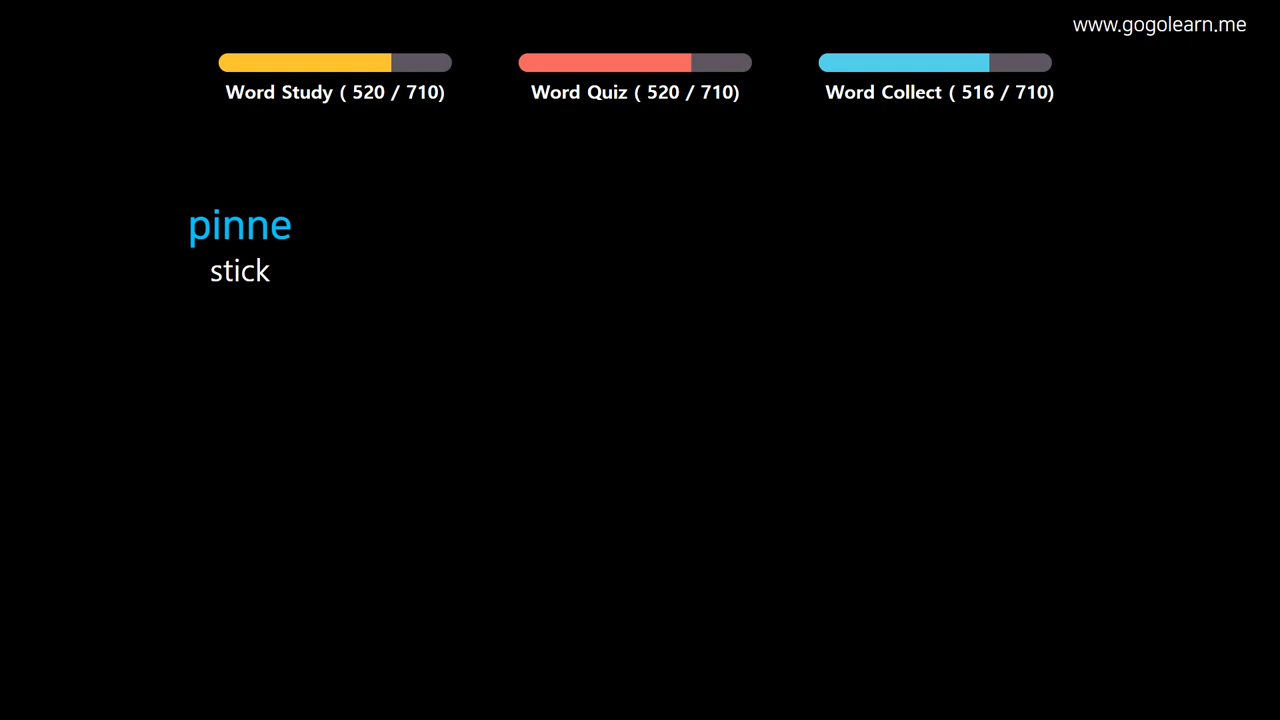 www.gogolearn.me
Word Study ( 520 / 710)
Word Quiz ( 520 / 710)
Word Collect ( 516 / 710)
pinne
stick